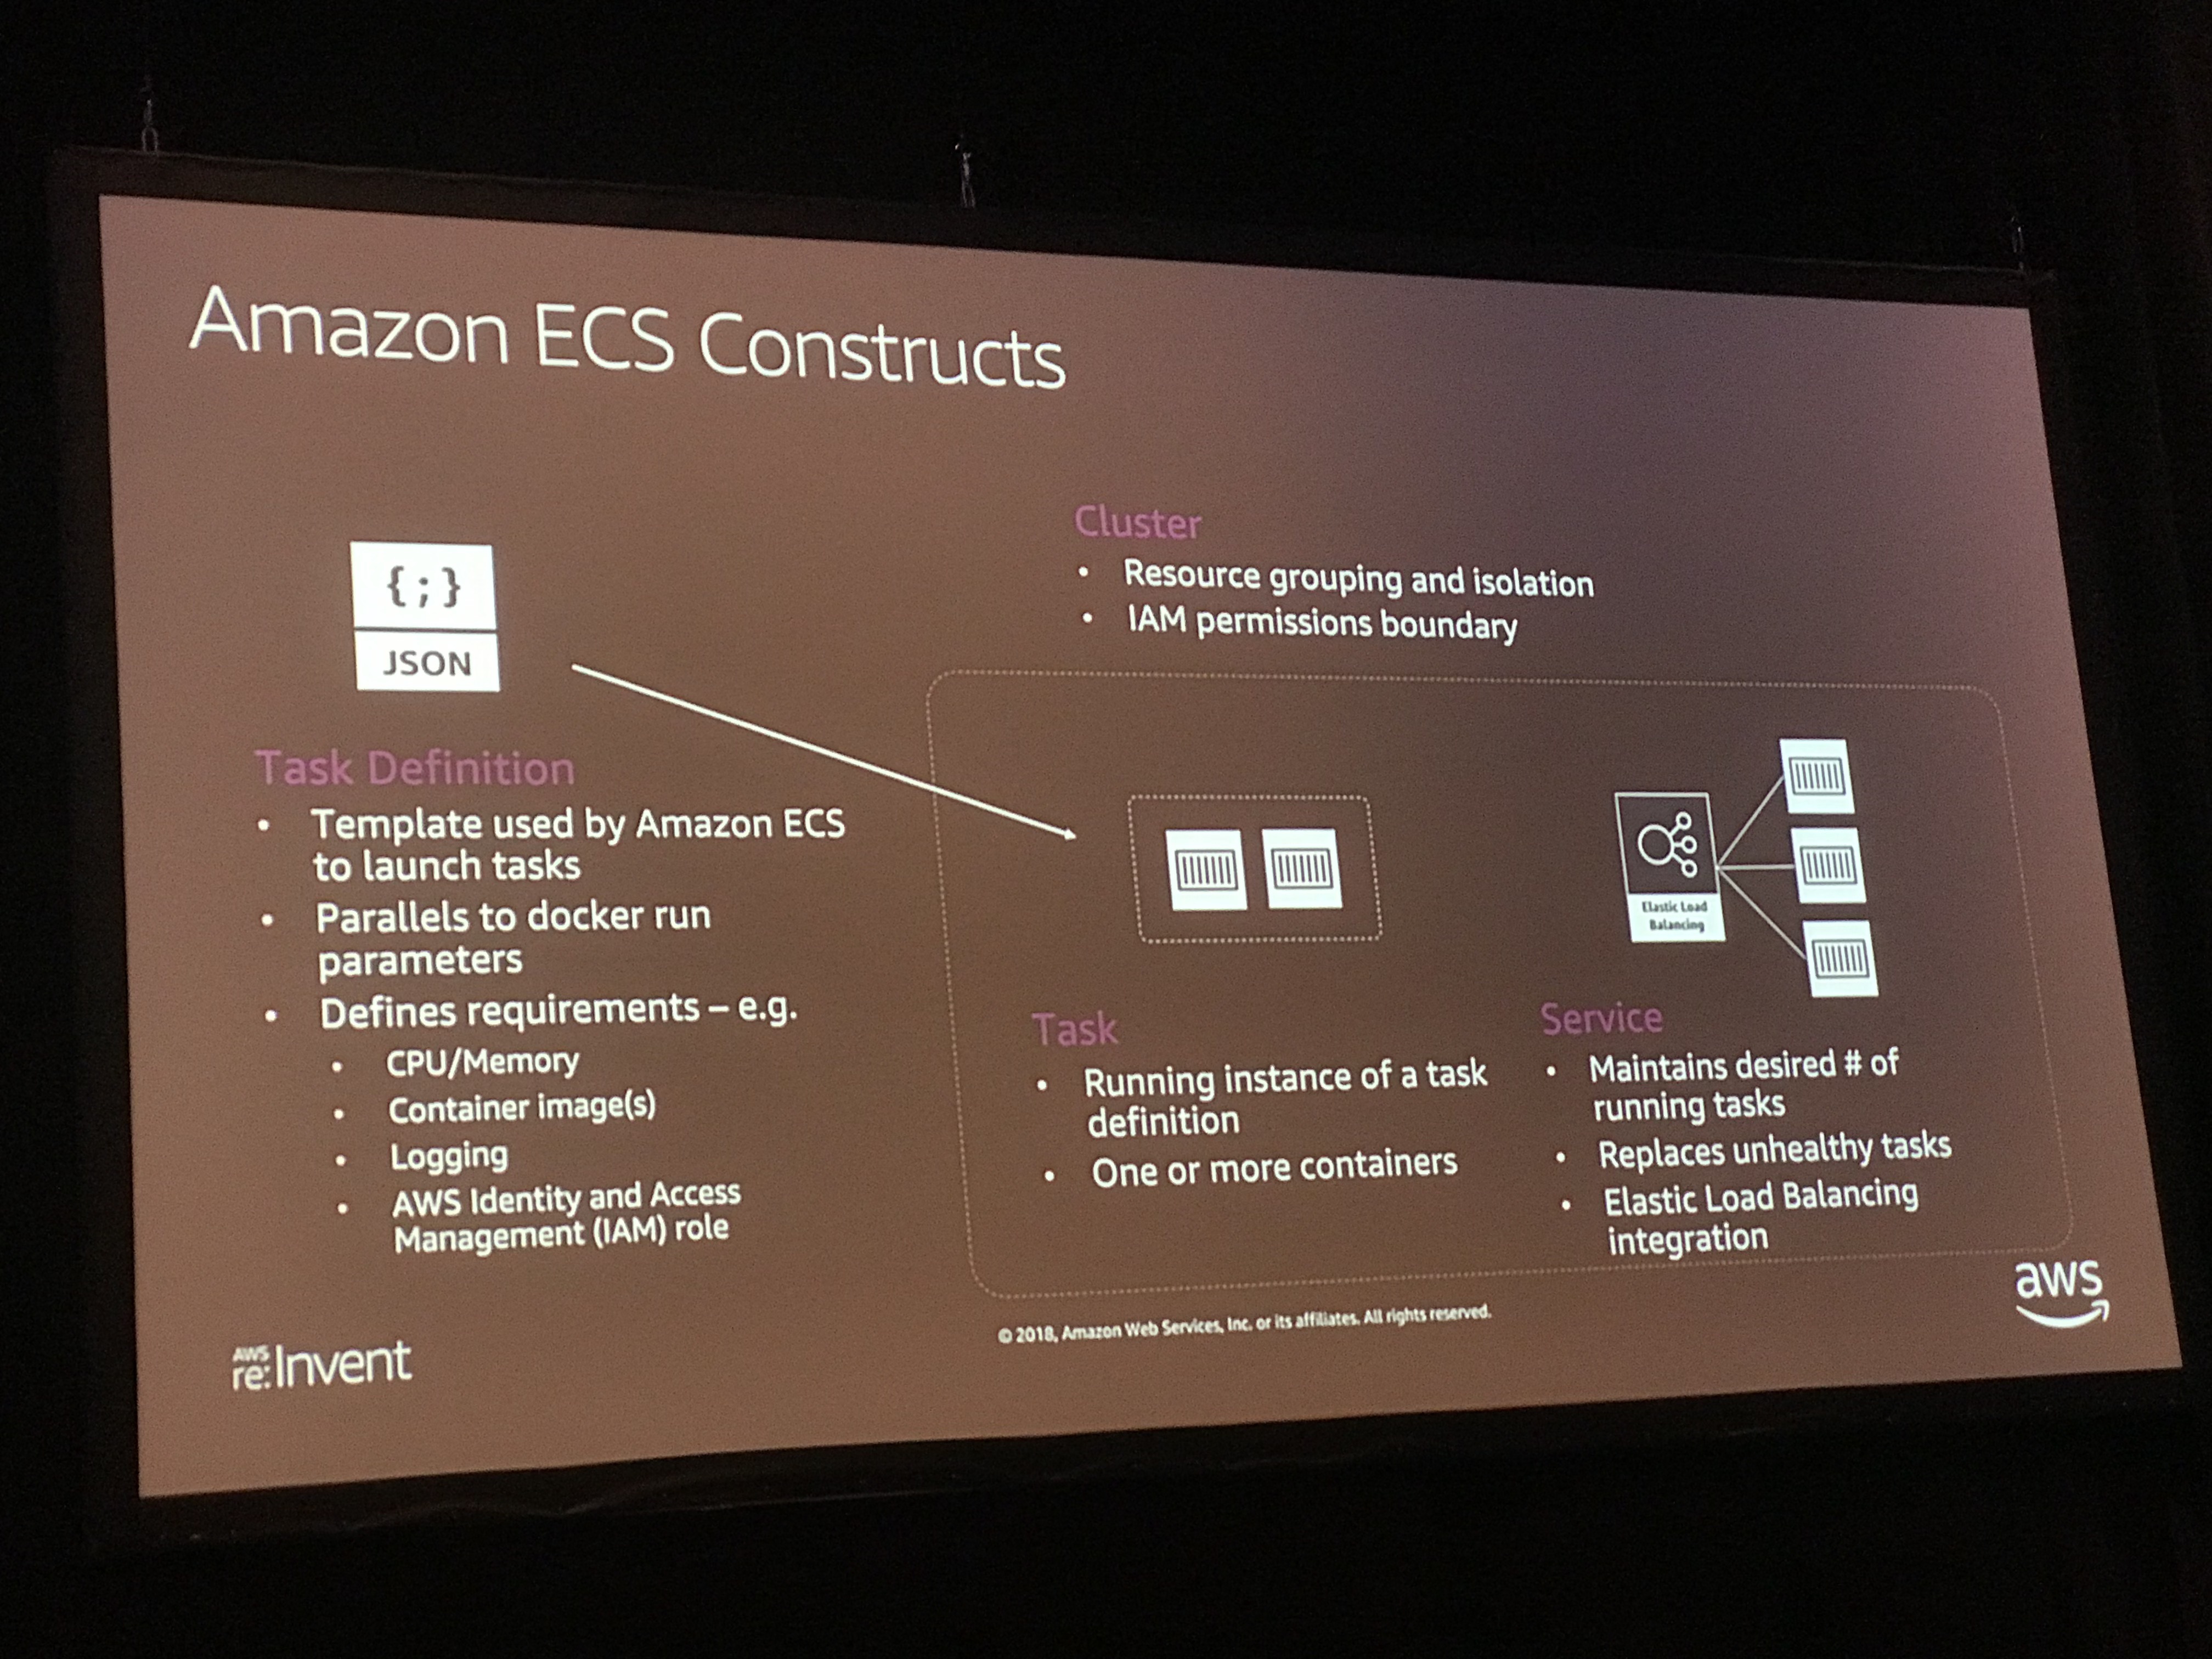 Amazon ECS Constructs
{;}
JSON
Task Definition
• Template used by Amazon ECS
to launch tasks
• Parallels to docker run
parameters
• Defines requirements – e.g.
• CPU/Memory
• Container image(s)
• Logging
• AWS Identity and Access
Management (IAM) role
Cluster
• Resource grouping and isolation
• IAM permissions boundary
Task
• Running instance of a task
definition
• One or more containers
Elastic Load
Balancing
Service
• Maintains desired # of
running tasks
• Replaces unhealthy tasks
• Elastic Load Balancing
integration
AWS
re:Invent
© 2018, Amazon Web Services, Inc. or its affiliates. All rights reserved.
aws